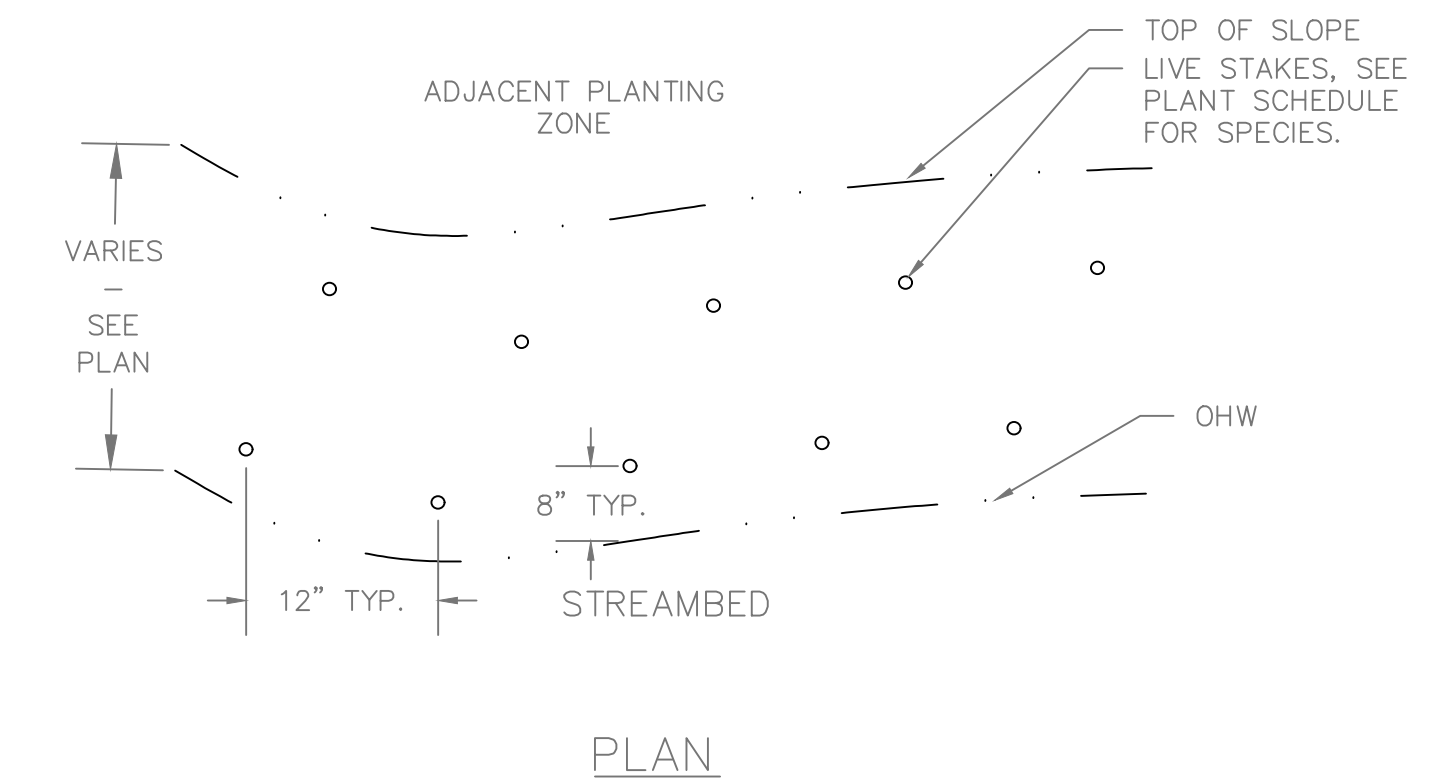 TOP OF SLOPE
LIVE STAKES, SEE
PLANT SCHEDULE
FOR SPECIES.
ADJACENT PLANTING
ZONE
VARIES
–
SEE
PLAN
OHW
8” TYP.
12” TYP.
STREAMBED
PLAN